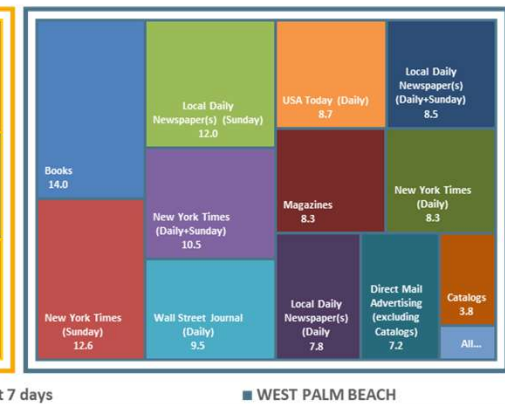 Books
14.0
New York Times
(Sunday)
12.6
Local Daily
Newspaper(s) (Sunday)
12.0
New York Times
(Daily+Sunday)
10.5
Wall Street Journal
(Daily)
9.5
USA Today (Daily)
8.7
Local Daily
Newspaper(s)
(Daily+Sunday)
8.5
Magazines
8.3
New York Times
(Daily)
8.3
Local Daily
Newspaper(s)
(Daily
7.8
Direct Mail
Advertising
(excluding
Catalogs)
7.2
Catalogs
3.8
All...
7 days
WEST PALM BEACH